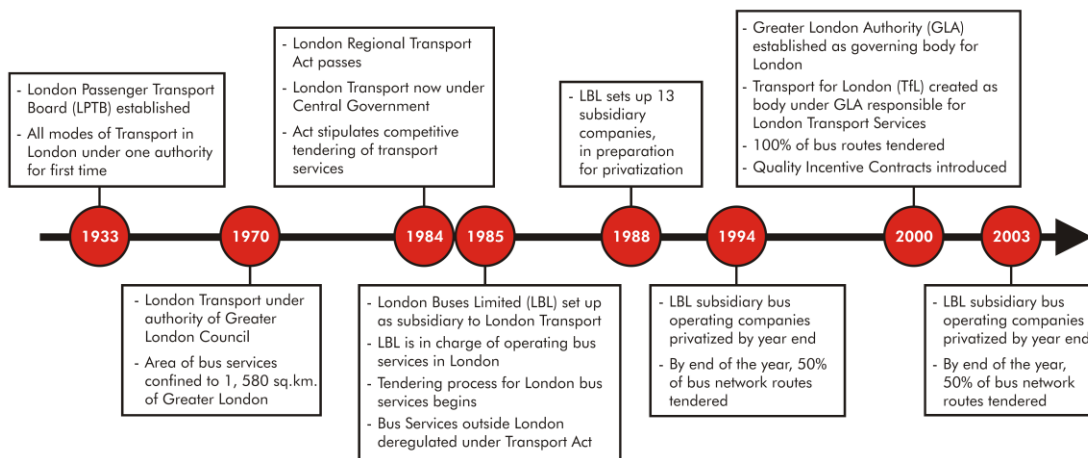 - London Passenger Transport
Board (LPTB) established
- All modes of Transport in
London under one authority
for first time
- London Regional Transport
Act passes
- London Transport now under
Central Government
- Act stipulates competitive
tendering of transport
services
- LBL sets up 13
subsidiary
companies,
in preparation
for privatization
- Greater London Authority (GLA)
established as governing body for
London
- Transport for London (TfL) created as
body under GLA responsible for
London Transport Services
- 100% of bus routes tendered
- Quality Incentive Contracts introduced
1933
1970
1984
1985
1988
1994
2000
2003
- London Transport under
authority of Greater
London Council
- Area of bus services
confined to 1, 580 sq.km.
of Greater London
- London Buses Limited (LBL) set up
as subsidiary to London Transport
- LBL is in charge of operating bus
services in London
- Tendering process for London bus
services begins
- Bus Services outside London
deregulated under Transport Act
- LBL subsidiary bus
operating companies
privatized by year end
- By end of the year, 50%
of bus network routes
tendered
- LBL subsidiary bus
operating companies
privatized by year end
- By end of the year,
50% of bus network
routes tendered